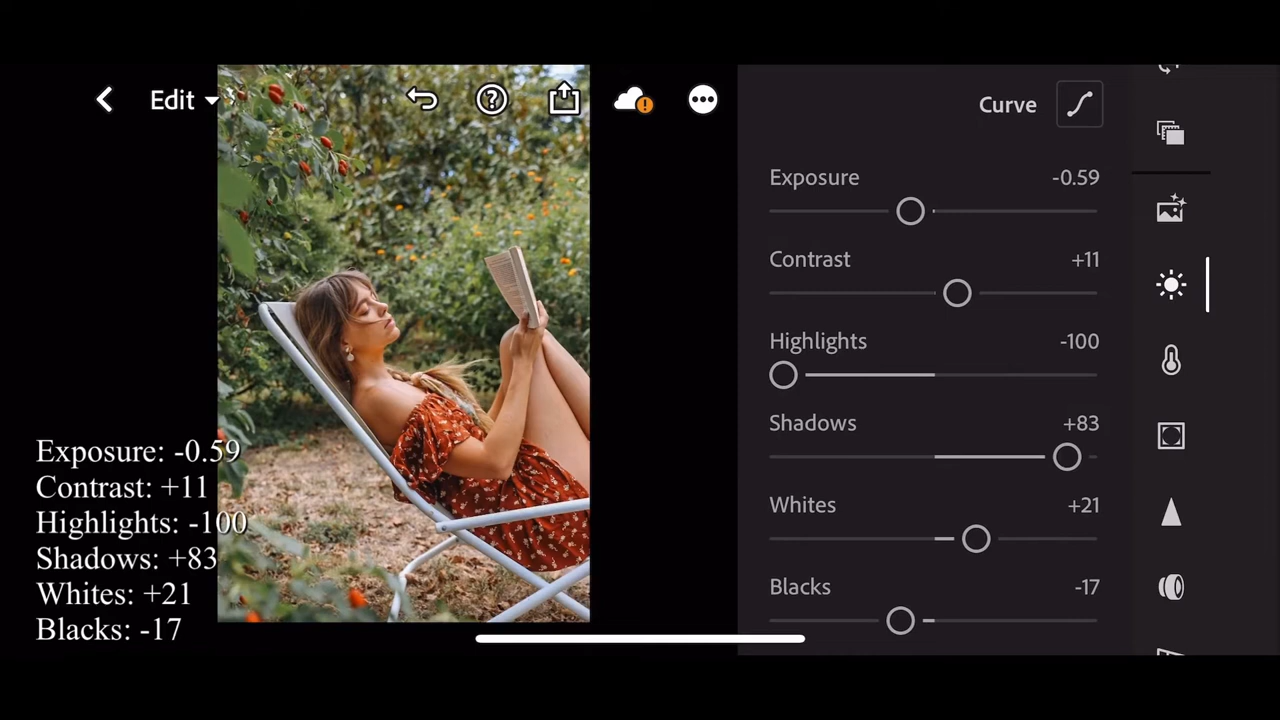 Edit
Curve
Exposure -0.59
Contrast +11
Highlights -100
Shadows +83
Whites +21
Blacks -17
Exposure: -0.59
Contrast: +11
Highlights: -100
Shadows: +83
Whites: +21
Blacks: -17